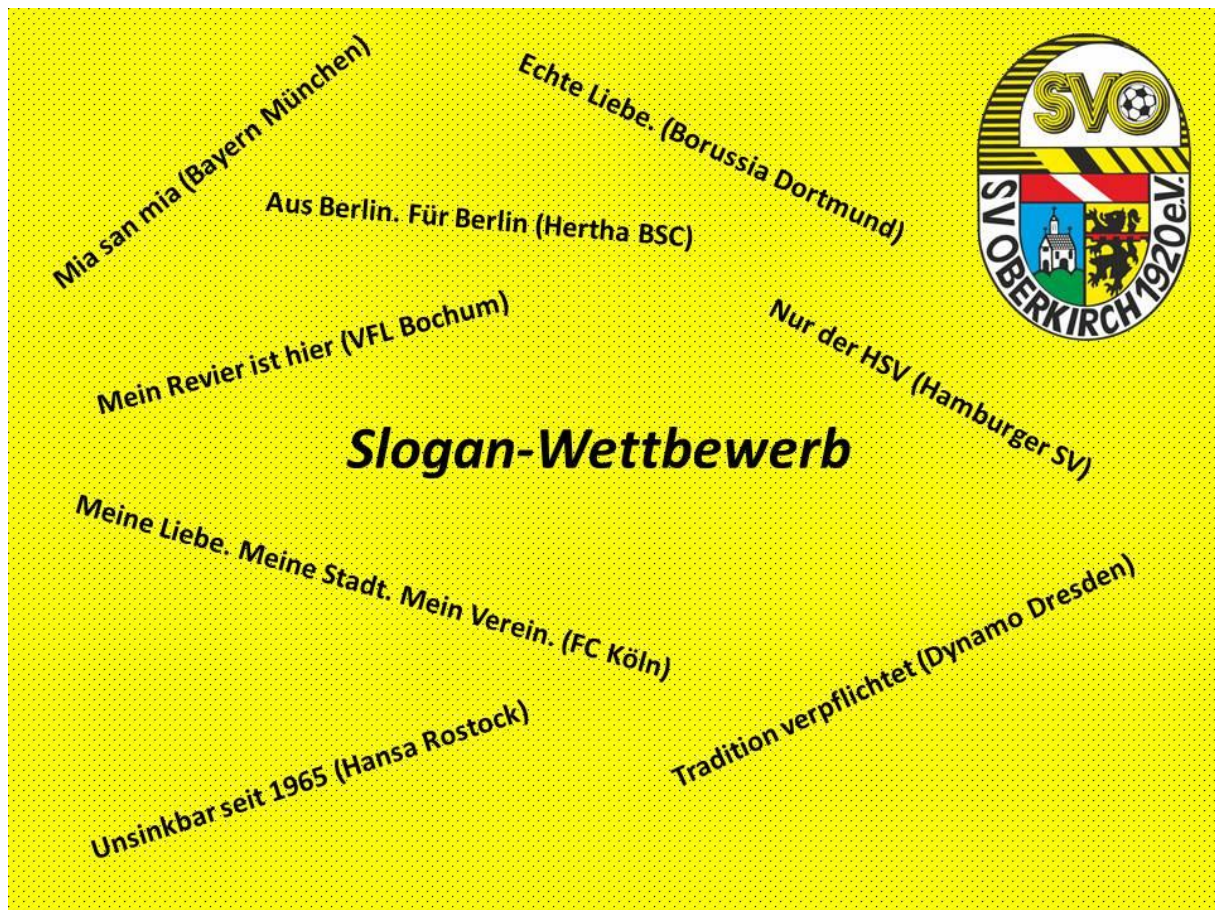 Mia san mia (Bayern München)
Echte Liebe. (Borussia Dortmund)
Aus Berlin. Für Berlin (Hertha BSC)
SVO
SV OBERKIRCH 1920 e.V.
Mein Revier ist hier (VFL Bochum)
Nur der HSV (Hamburger SV)
Slogan-Wettbewerb
Meine Liebe. Meine Stadt. Mein Verein. (FC Köln)
Tradition verpflichtet (Dynamo Dresden)
Unsinkbar seit 1965 (Hansa Rostock)